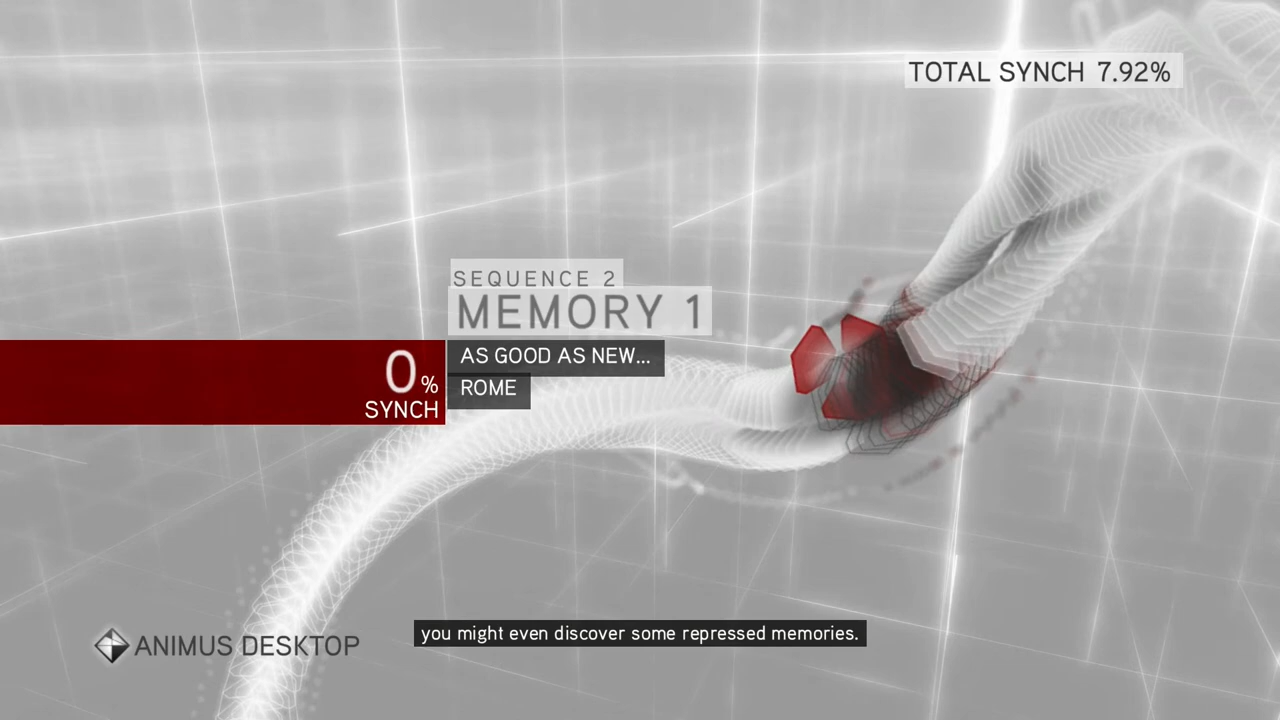 TOTAL SYNCH 7.92%
SEQUENCE 2
MEMORY 1
AS GOOD AS NEW...
ROME
0%
SYNCH
you might even discover some repressed memories.
ANIMUS DESKTOP